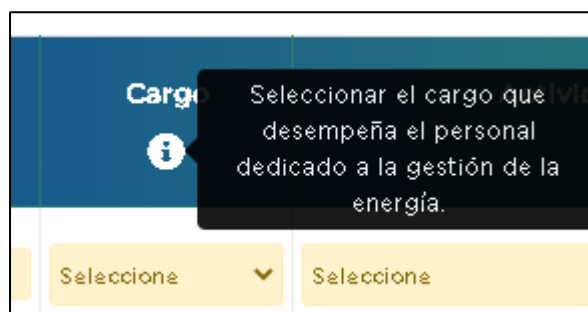 Cargo
Seleccionar el cargo que
desempeña el personal
dedicado a la gestión de la
energía.
Seleccione
Seleccione